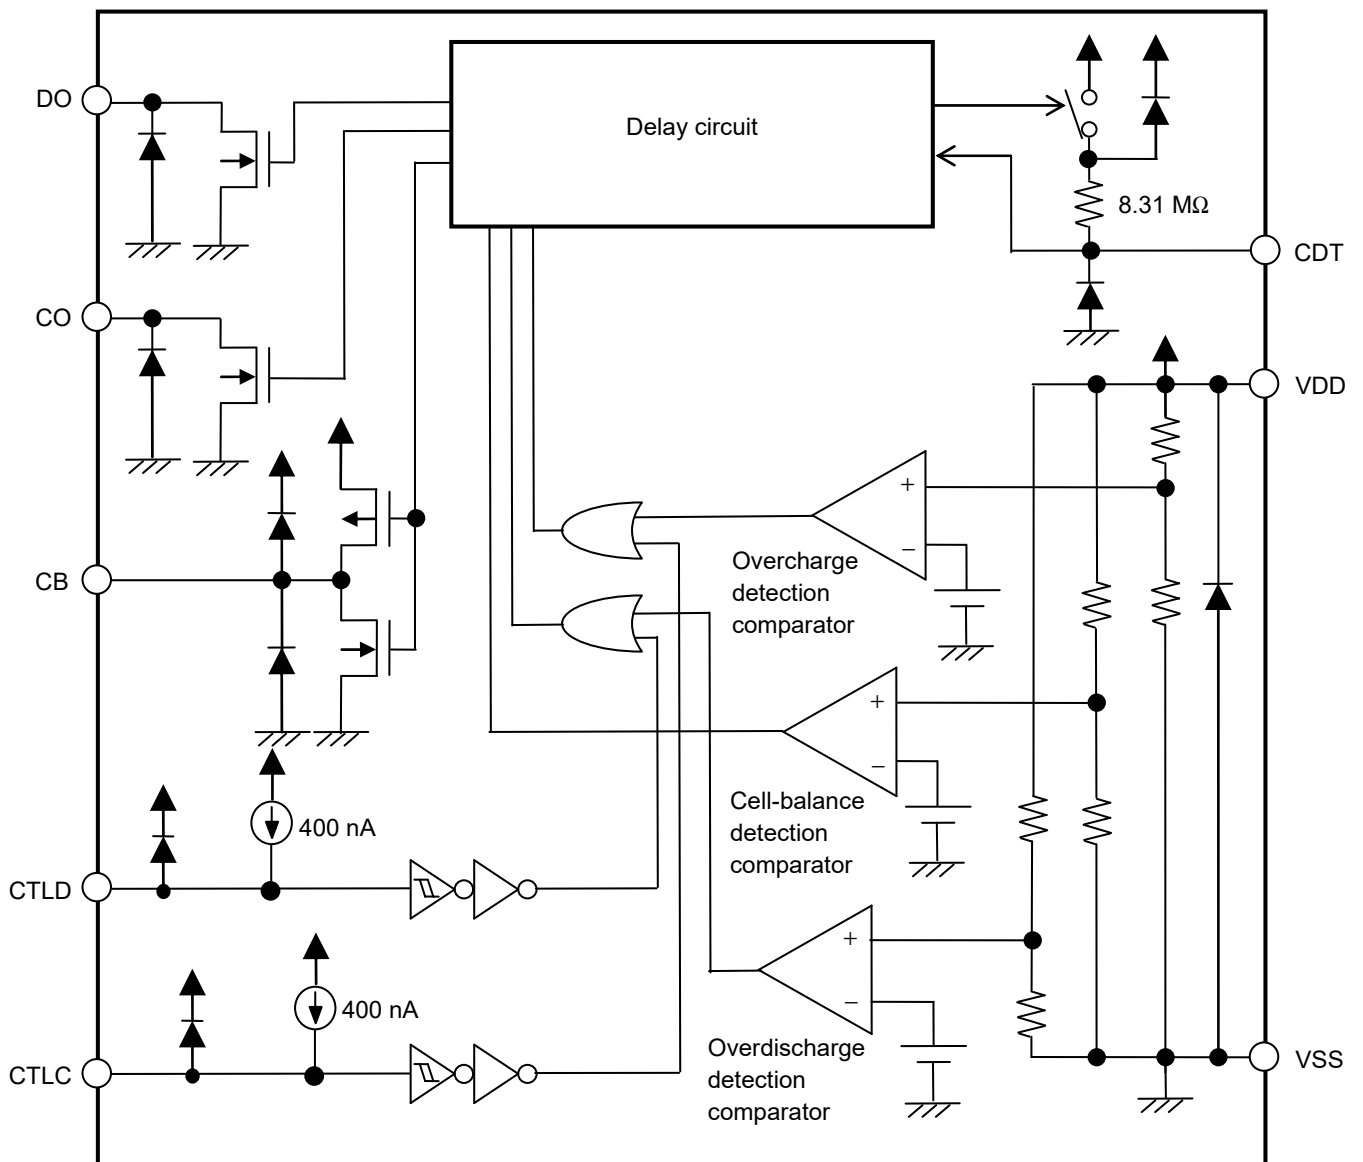 DO
Delay circuit
8.31 MΩ
CDT
CO
VDD
+
−
Overcharge
detection
comparator
CB
+
−
Cell-balance
detection
comparator
400 nA
CTLD
+
−
Overdischarge
detection
comparator
400 nA
CTLC
VSS